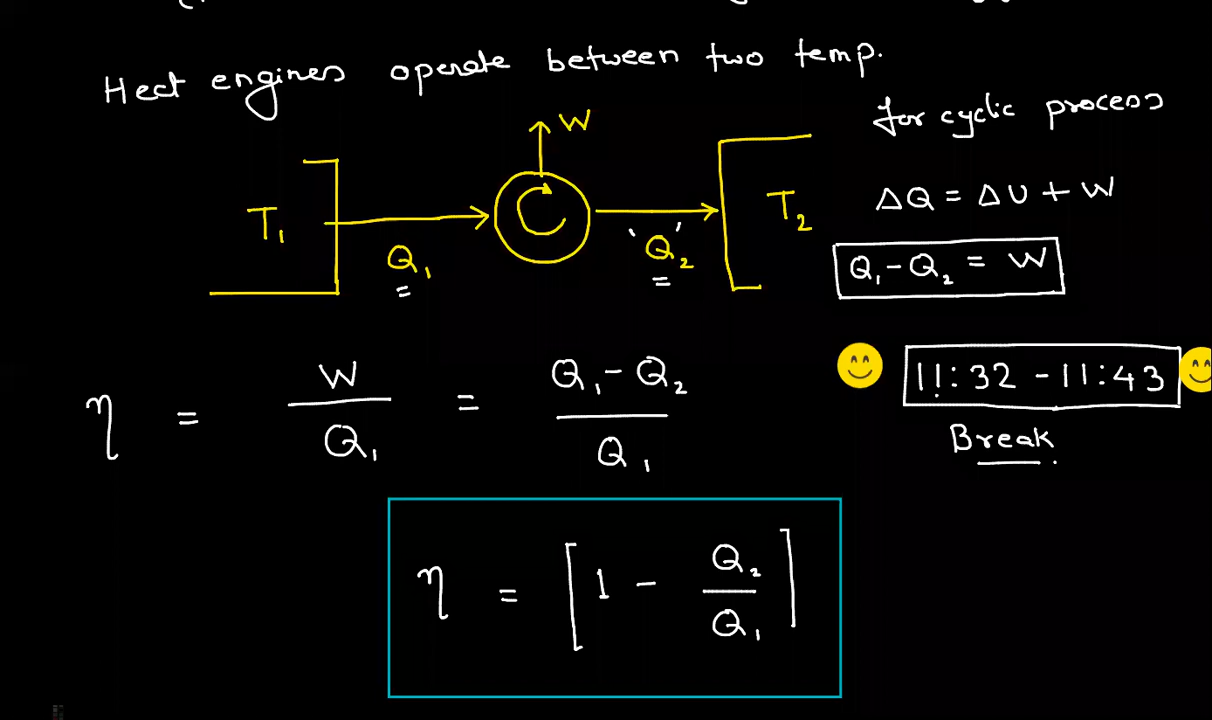 Heat engines operate between two temp.
for cyclic process
W
T₁
Q₁
'Q₂'
T₂
ΔQ = ΔU + W
Q₁ - Q₂ = W
η = W / Q₁ = Q₁ - Q₂ / Q₁
11:32 - 11:43
Break.
η = [1 - Q₂ / Q₁]